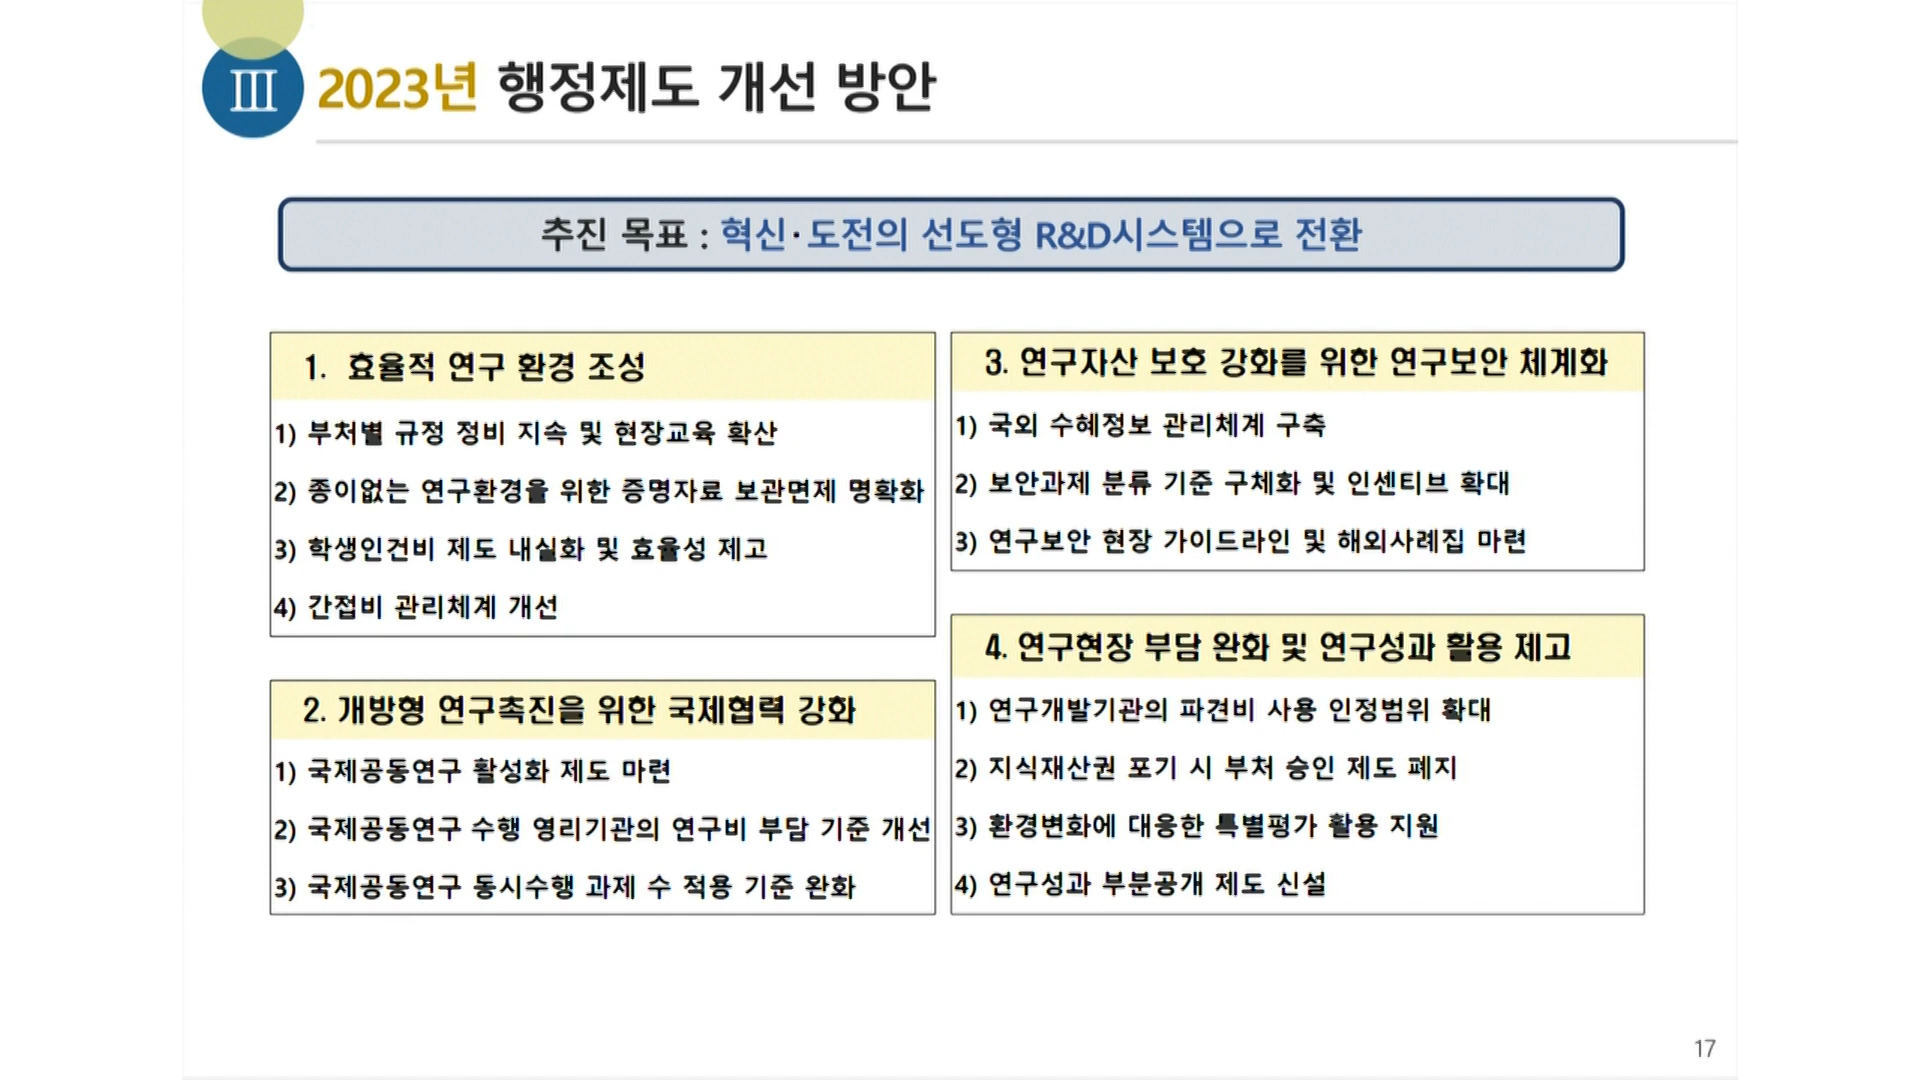 Ⅲ 2023년 행정제도 개선 방안
추진 목표 : 혁신·도전의 선도형 R&D시스템으로 전환
1. 효율적 연구 환경 조성
1) 부처별 규정 정비 지속 및 현장교육 확산
2) 종이없는 연구환경을 위한 증명자료 보관면제 명확화
3) 학생인건비 제도 내실화 및 효율성 제고
4) 간접비 관리체계 개선
2. 개방형 연구촉진을 위한 국제협력 강화
1) 국제공동연구 활성화 제도 마련
2) 국제공동연구 수행 영리기관의 연구비 부담 기준 개선
3) 국제공동연구 동시수행 과제 수 적용 기준 완화
3. 연구자산 보호 강화를 위한 연구보안 체계화
1) 국외 수혜정보 관리체계 구축
2) 보안과제 분류 기준 구체화 및 인센티브 확대
3) 연구보안 현장 가이드라인 및 해외사례집 마련
4. 연구현장 부담 완화 및 연구성과 활용 제고
1) 연구개발기관의 파견비 사용 인정범위 확대
2) 지식재산권 포기 시 부처 승인 제도 폐지
3) 환경변화에 대응한 특별평가 활용 지원
4) 연구성과 부분공개 제도 신설
17